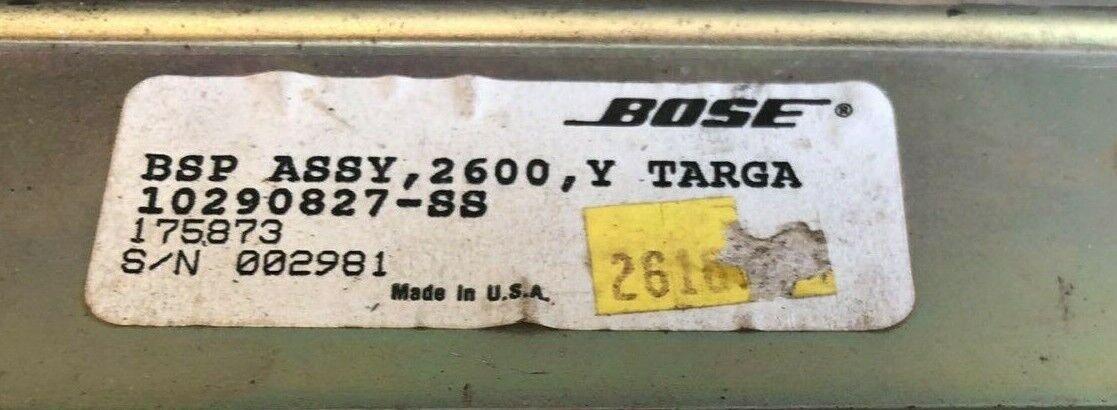 BOSE®
BSP ASSY,2600,Y TARGA
10290827-SS
175873
S/N 002981
Made in U.S.A.